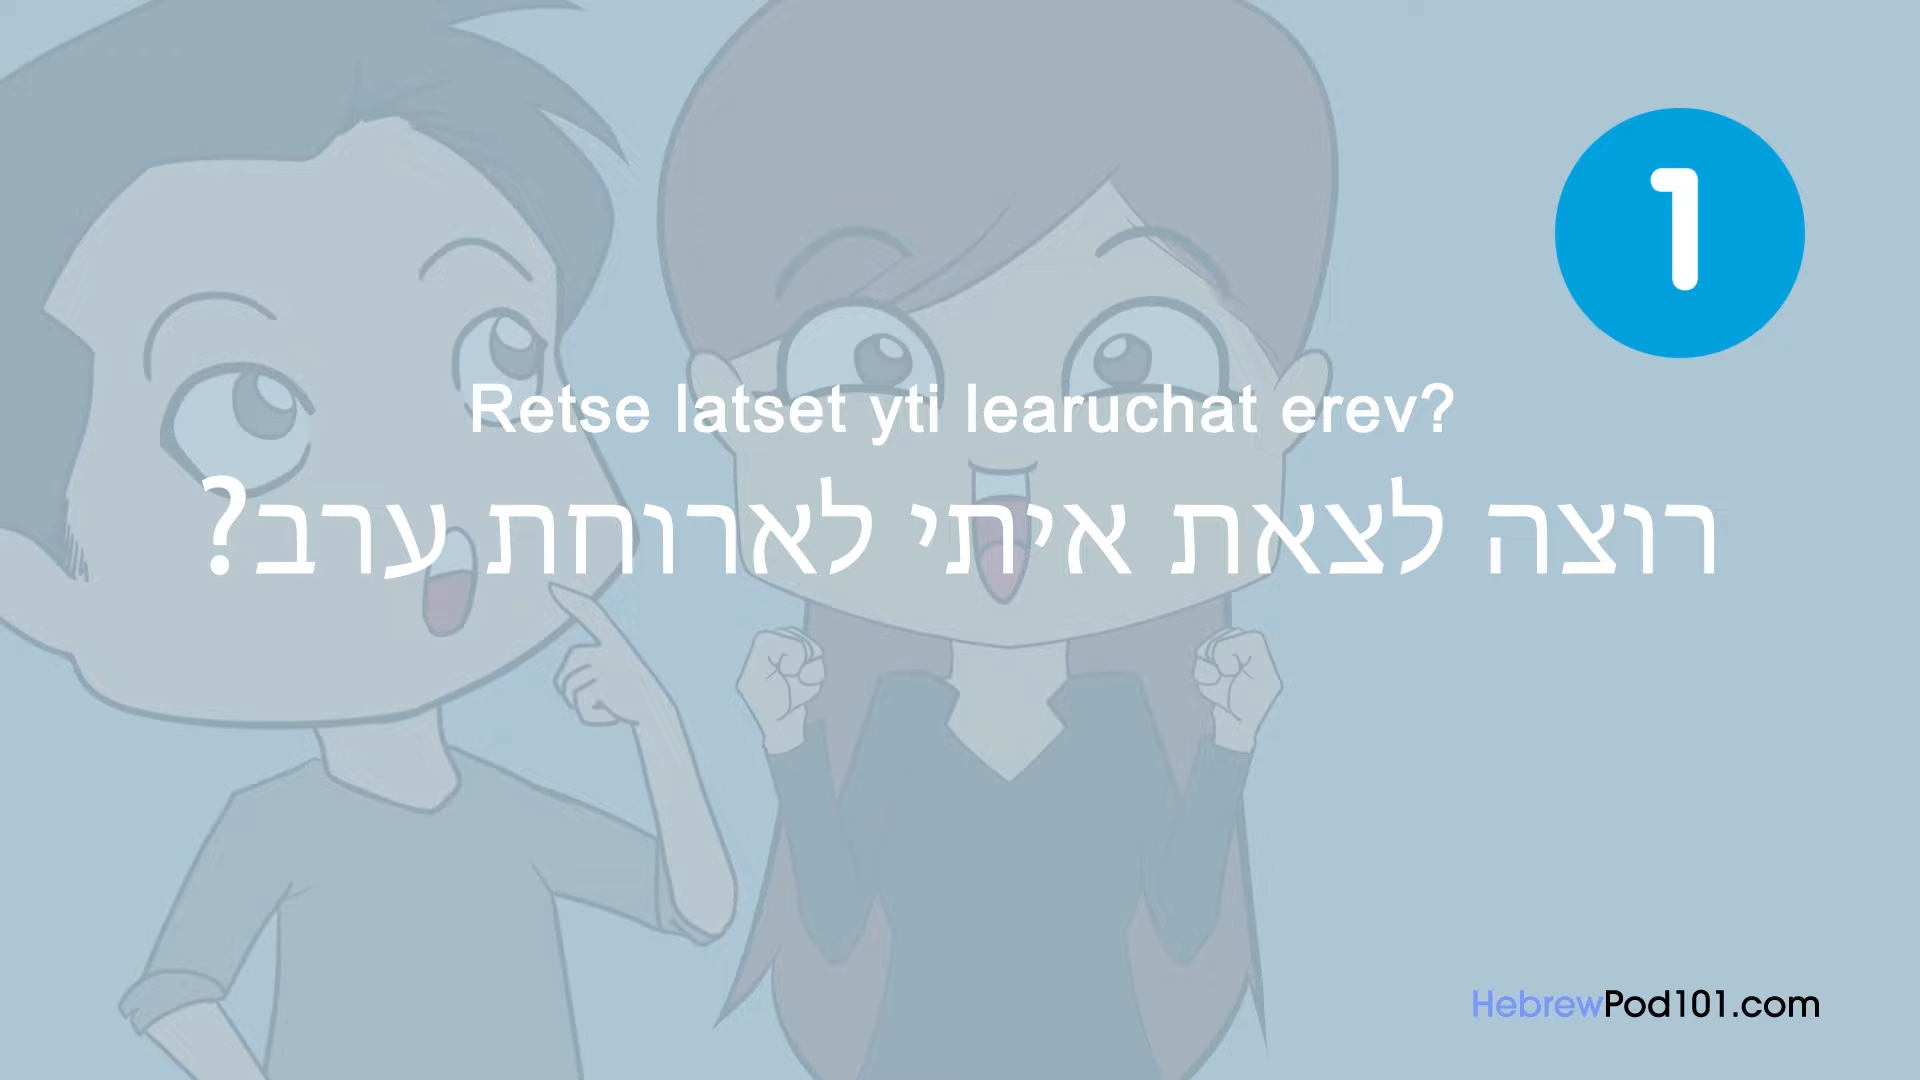 1
Retse latset yti learuchat erev?
רוצה לצאת איתי לארוחת ערב?
HebrewPod101.com